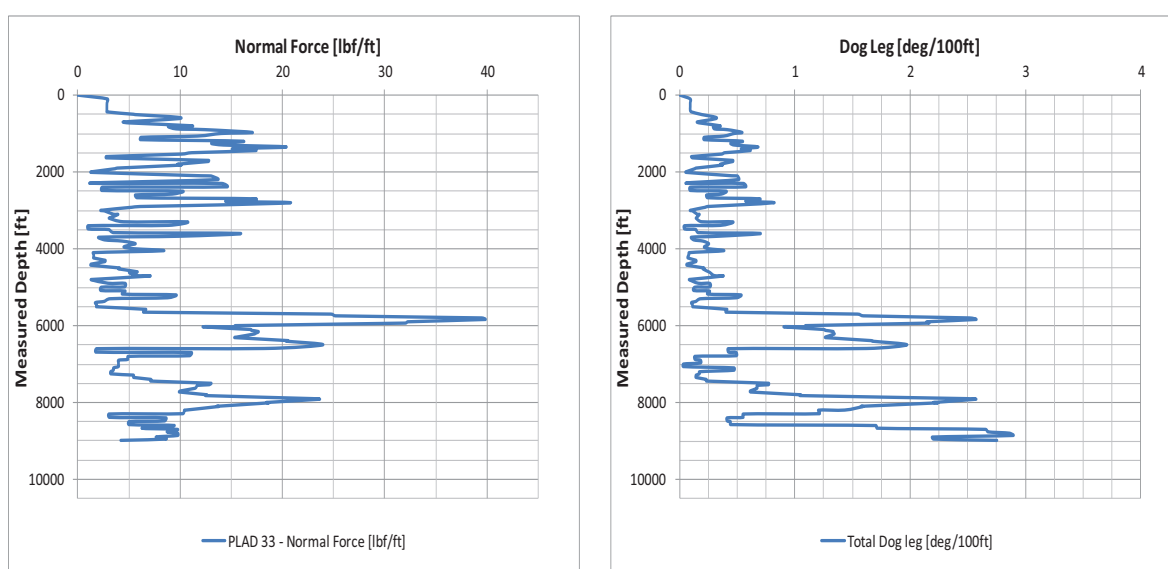 Normal Force [lbf/ft]
0 10 20 30 40
0
2000
4000
6000
8000
10000
Measured Depth [ft]
PLAD 33 - Normal Force [lbf/ft]
Dog Leg [deg/100ft]
0 1 2 3 4
0
2000
4000
6000
8000
10000
Measured Depth [ft]
Total Dog leg [deg/100ft]